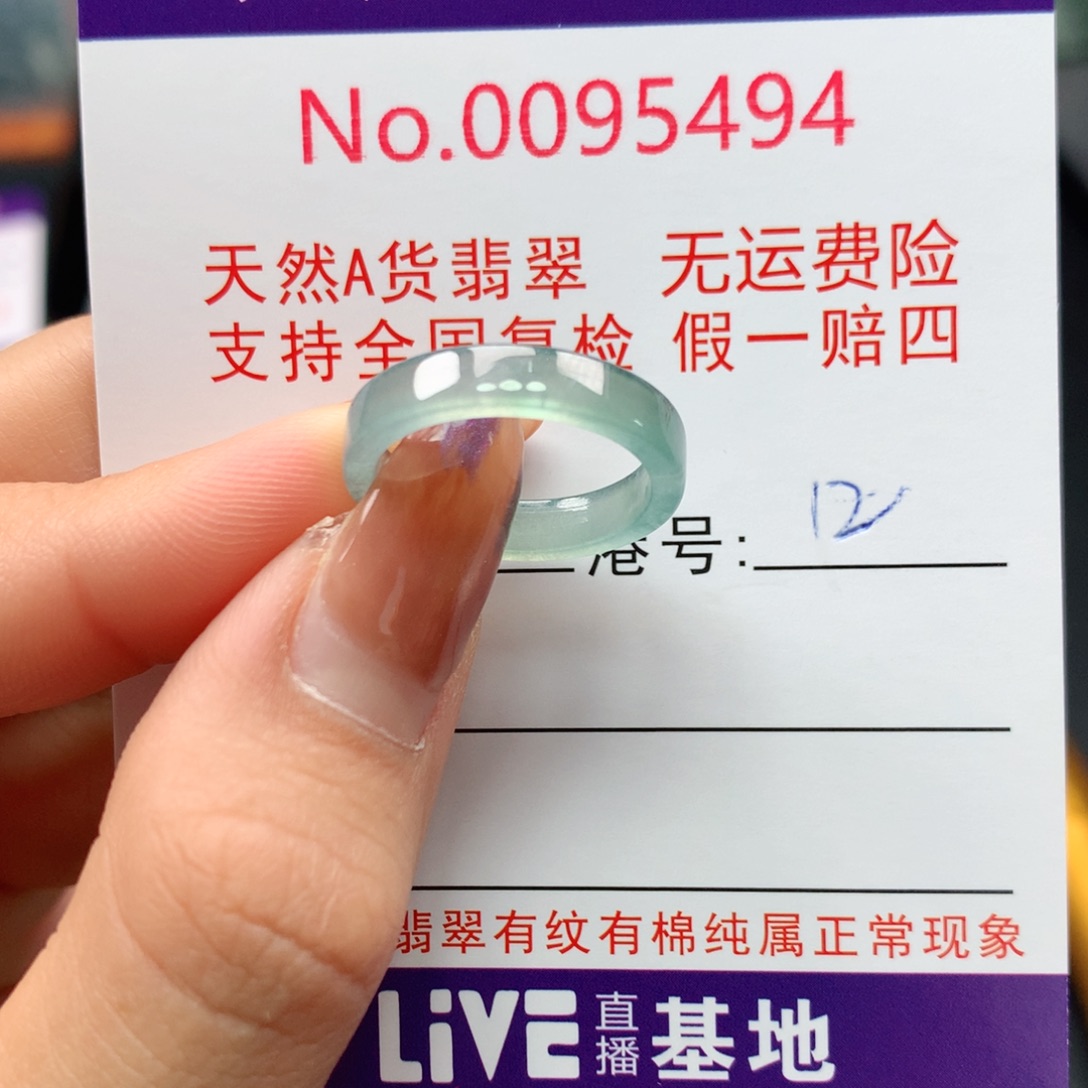 No.0095494
天然A货翡翠 无运费险
支持全国复检 假一赔四
港号: 12
翡翠有纹有棉纯属正常现象
LiVE 直播 基地